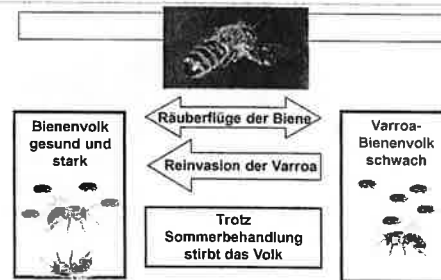 Bienenvolk
gesund und
stark
Räuberflüge der Biene
Reinvasion der Varroa
Trotz
Sommerbehandlung
stirbt das Volk
Varroa-
Bienenvolk
schwach